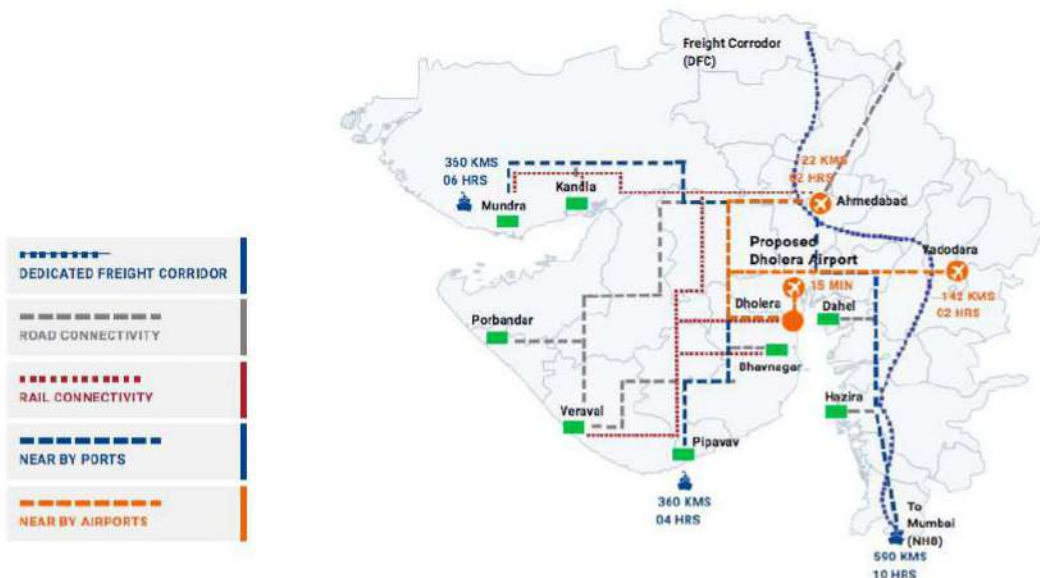 Freight Corrodor
(DFC)
360 KMS
06 HRS
Mundra
Kandla
22 KMS
02 HRS
Ahmedabad
Proposed
Dholera Airport
15 MIN
Vadodara
142 KMS
02 HRS
Dholera
Dahel
Porbandar
Bhavnagar
Veraval
Hazira
Pipavav
360 KMS
04 HRS
To
Mumbai
(NH8)
590 KMS
10 HRS
DEDICATED FREIGHT CORRIDOR
ROAD CONNECTIVITY
RAIL CONNECTIVITY
NEAR BY PORTS
NEAR BY AIRPORTS